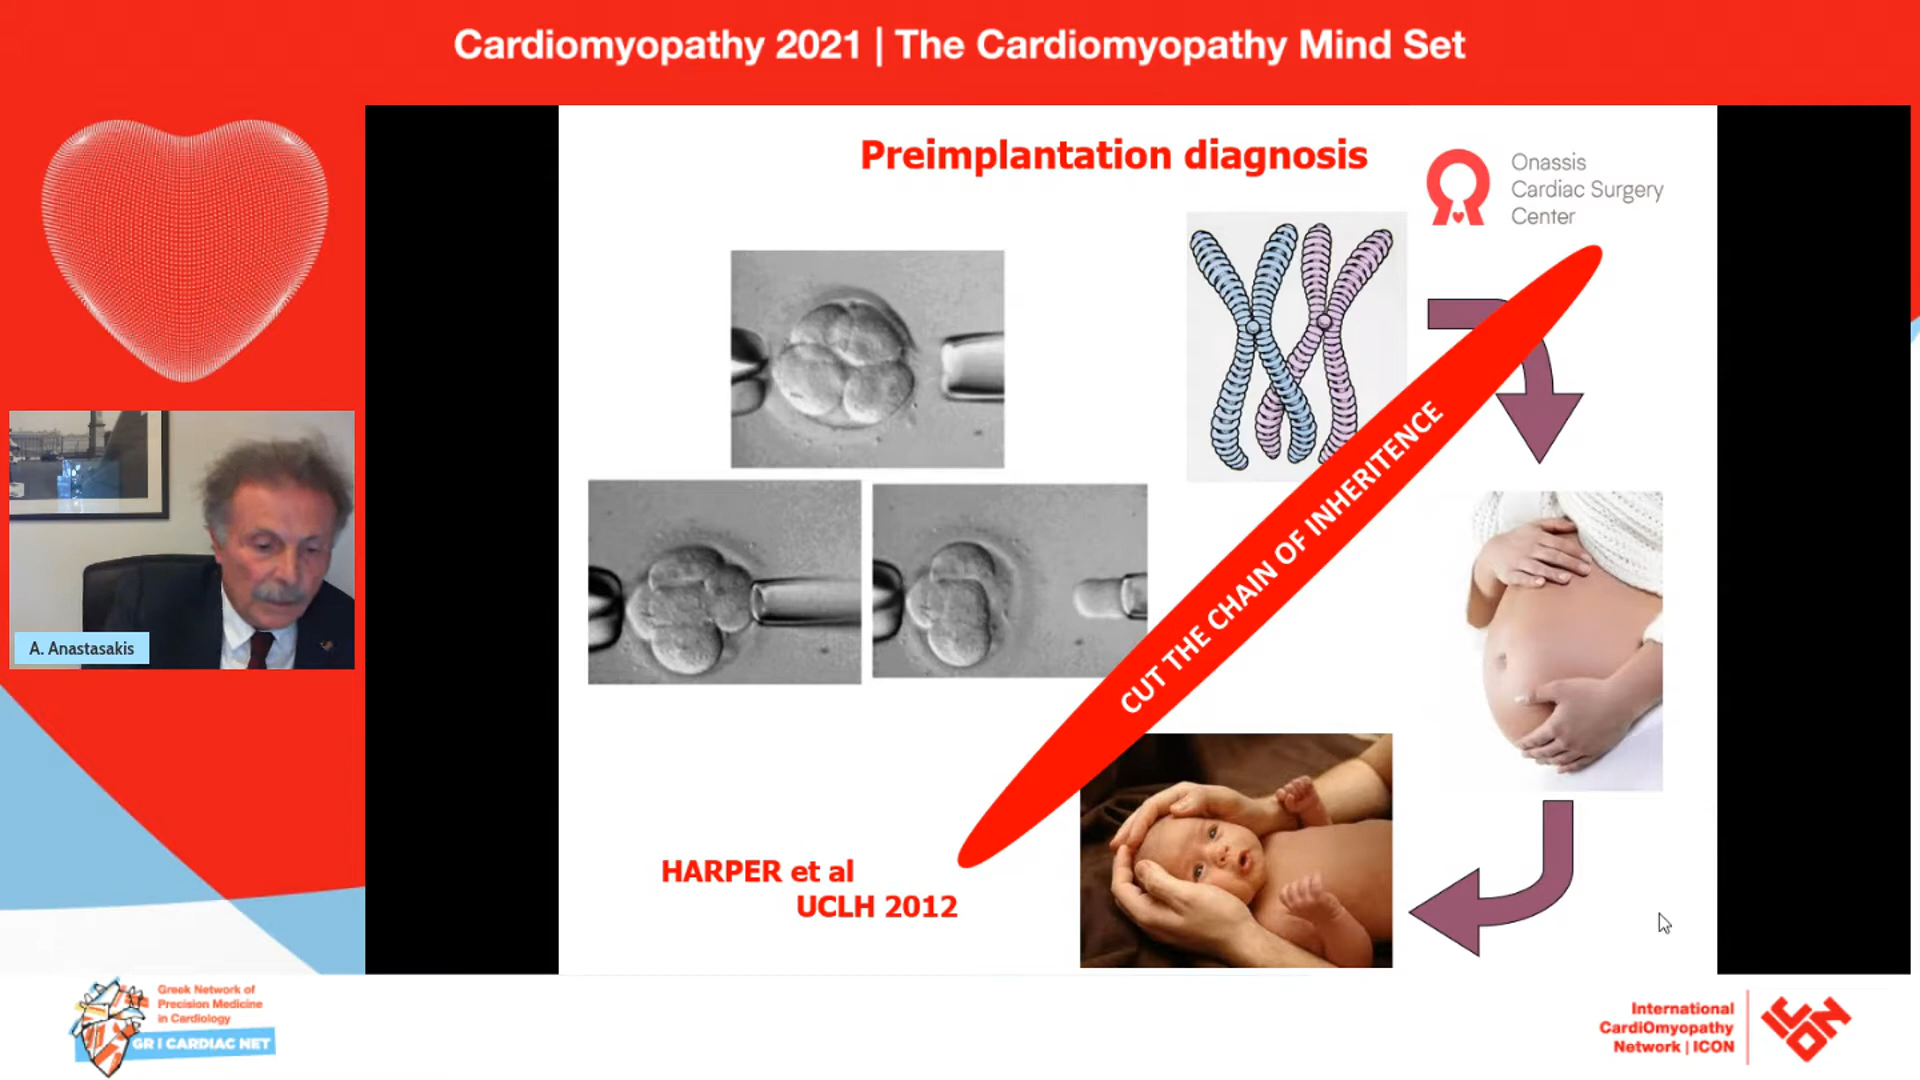 Cardiomyopathy 2021 | The Cardiomyopathy Mind Set
Preimplantation diagnosis
Onassis
Cardiac Surgery
Center
CUT THE CHAIN OF INHERITENCE
A. Anastasakis
HARPER et al
UCLH 2012
Greek Network of
Precision Medicine
in Cardiology
GR | CARDIAC NET
International
CardiOmyopathy
Network | ICON
ICON